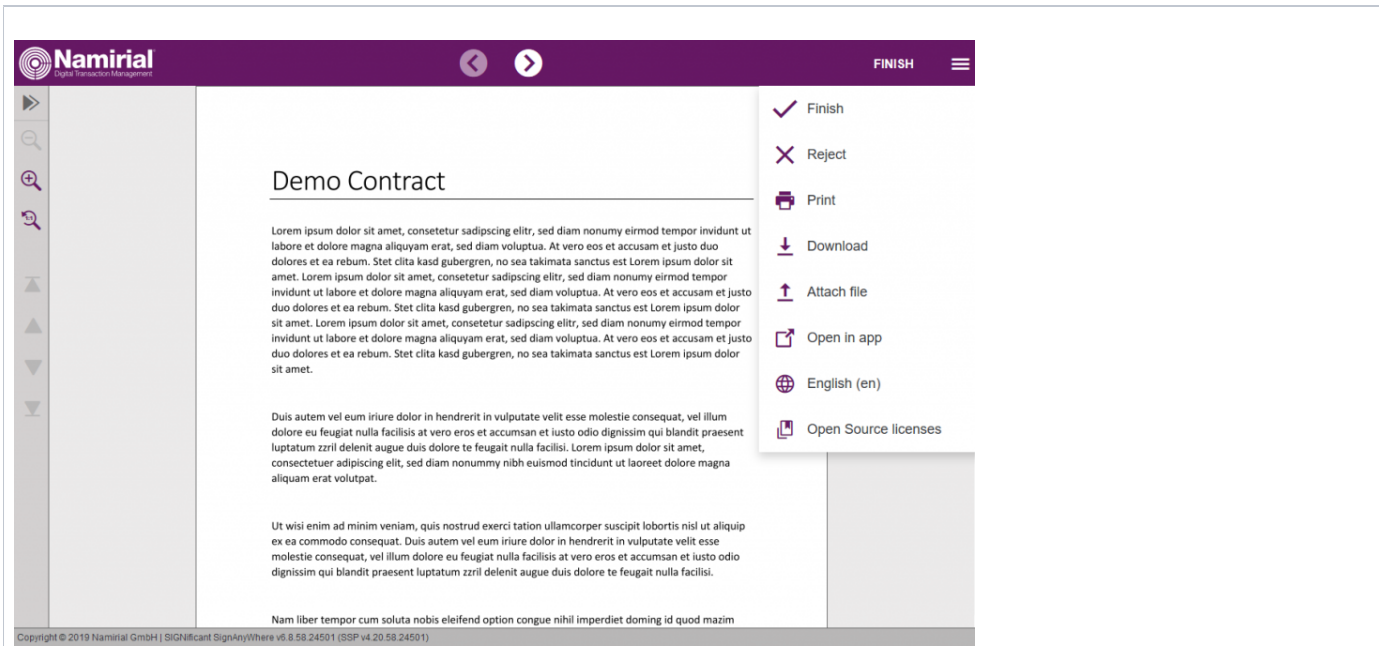 Namirial
Digital Transaction Management
FINISH
Finish
Reject
Print
Download
Attach file
Open in app
English (en)
Open Source licenses
1:1
Demo Contract
Lorem ipsum dolor sit amet, consetetur sadipscing elitr, sed diam nonumy eirmod tempor invidunt ut
labore et dolore magna aliquyam erat, sed diam voluptua. At vero eos et accusam et justo duo
dolores et ea rebum. Stet clita kasd gubergren, no sea takimata sanctus est Lorem ipsum dolor sit
amet. Lorem ipsum dolor sit amet, consetetur sadipscing elitr, sed diam nonumy eirmod tempor
invidunt ut labore et dolore magna aliquyam erat, sed diam voluptua. At vero eos et accusam et justo
duo dolores et ea rebum. Stet clita kasd gubergren, no sea takimata sanctus est Lorem ipsum dolor
sit amet. Lorem ipsum dolor sit amet, consetetur sadipscing elitr, sed diam nonumy eirmod tempor
invidunt ut labore et dolore magna aliquyam erat, sed diam voluptua. At vero eos et accusam et justo
duo dolores et ea rebum. Stet clita kasd gubergren, no sea takimata sanctus est Lorem ipsum dolor
sit amet.
Duis autem vel eum iriure dolor in hendrerit in vulputate velit esse molestie consequat, vel illum
dolore eu feugiat nulla facilisis at vero eros et accumsan et iusto odio dignissim qui blandit praesent
luptatum zzril delenit augue duis dolore te feugait nulla facilisi. Lorem ipsum dolor sit amet,
consectetuer adipiscing elit, sed diam nonummy nibh euismod tincidunt ut laoreet dolore magna
aliquam erat volutpat.
Ut wisi enim ad minim veniam, quis nostrud exerci tation ullamcorper suscipit lobortis nisl ut aliquip
ex ea commodo consequat. Duis autem vel eum iriure dolor in hendrerit in vulputate velit esse
molestie consequat, vel illum dolore eu feugiat nulla facilisis at vero eros et accumsan et iusto odio
dignissim qui blandit praesent luptatum zzril delenit augue duis dolore te feugait nulla facilisi.
Nam liber tempor cum soluta nobis eleifend option congue nihil imperdiet doming id quod mazim
Copyright © 2019 Namirial GmbH | SIGNificant SignAnyWhere v6.8.58.24501 (SSP v4.20.58.24501)